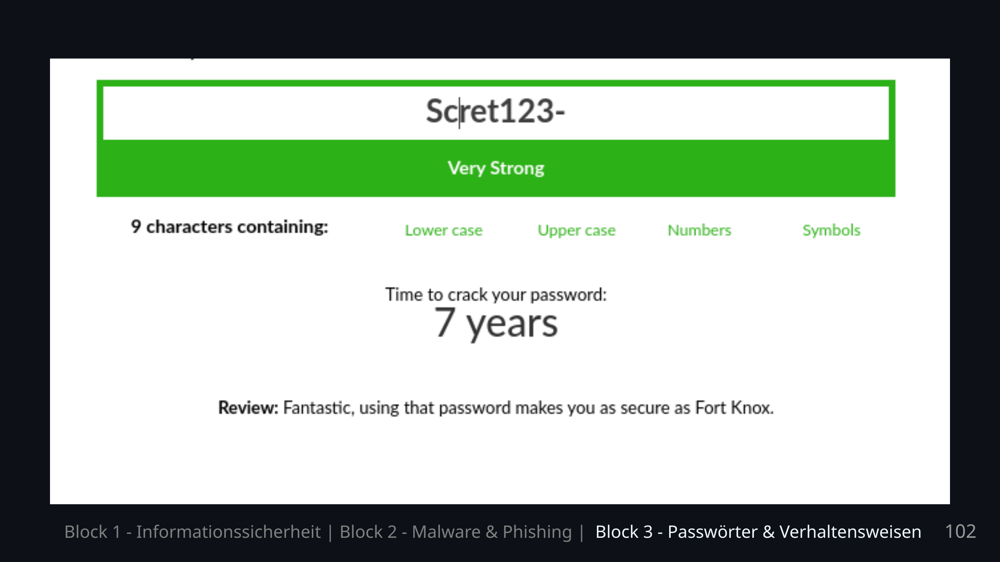 Scret123-
Very Strong
9 characters containing: Lower case Upper case Numbers Symbols
Time to crack your password:
7 years
Review: Fantastic, using that password makes you as secure as Fort Knox.
Block 1 - Informationssicherheit | Block 2 - Malware & Phishing | Block 3 - Passwörter & Verhaltensweisen 102